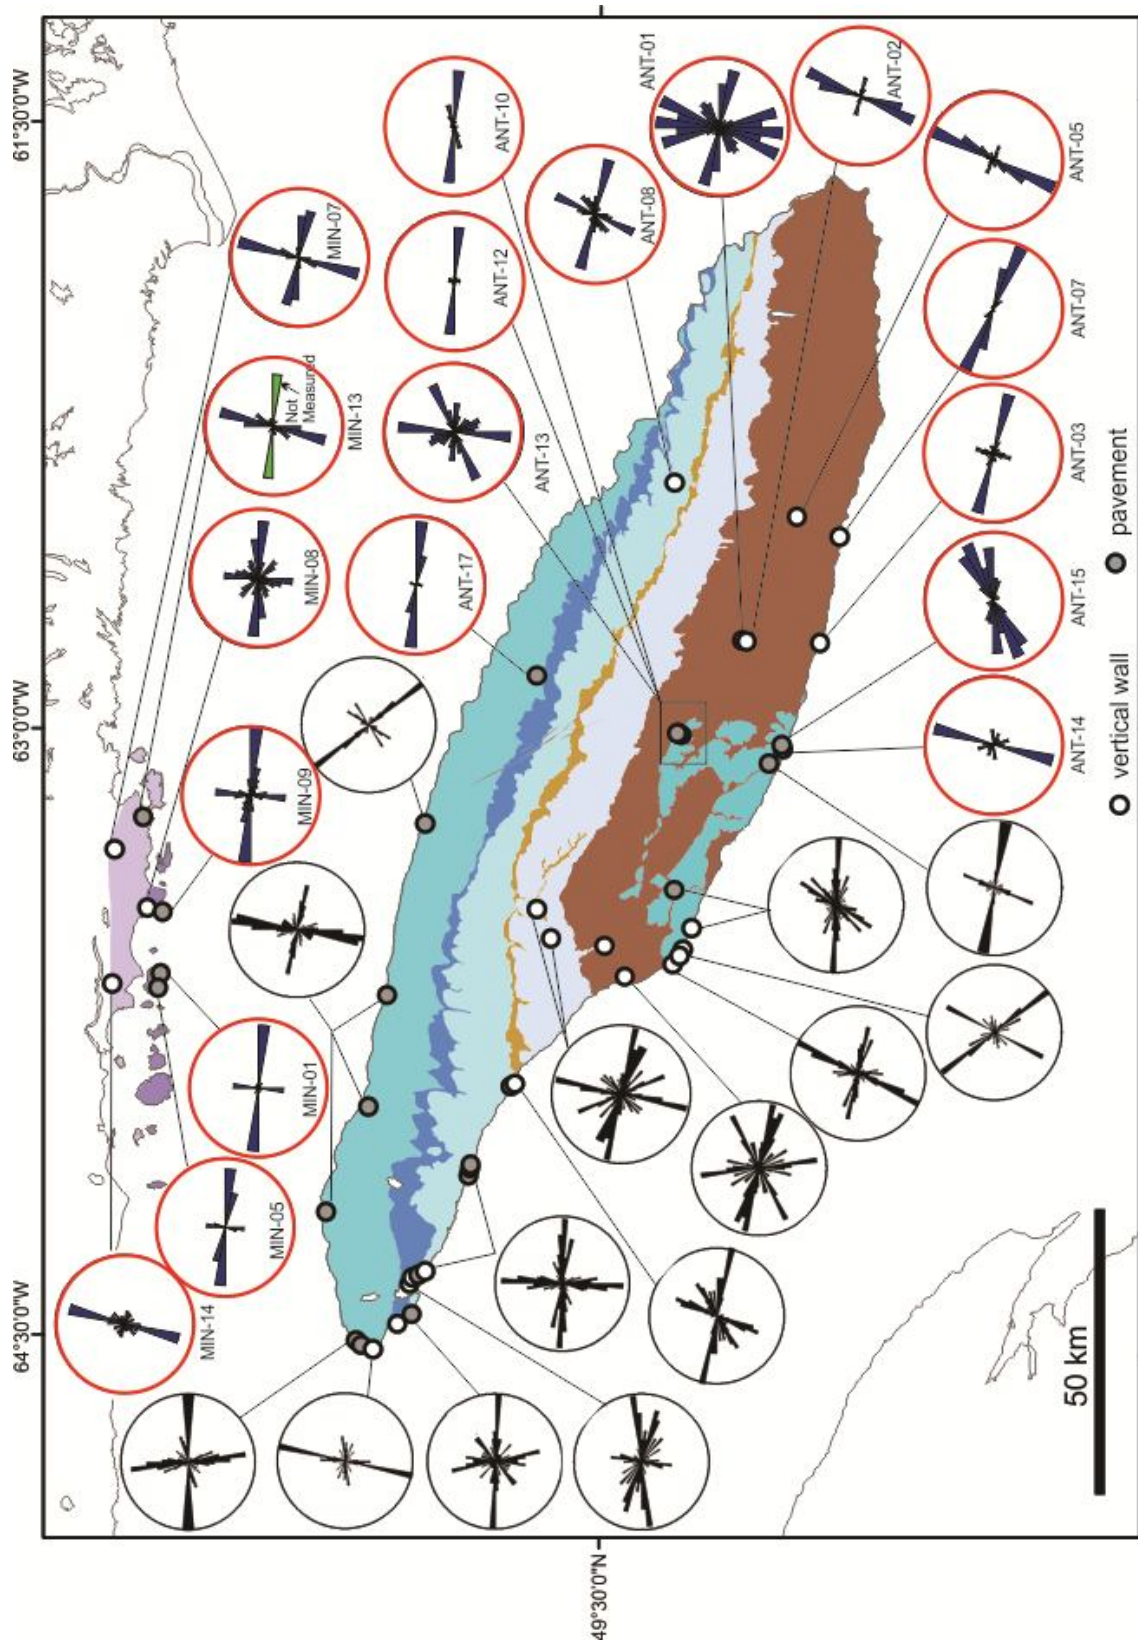 61°30'0"W
63°0'0"W
64°30'0"W
49°30'0"N
ANT-01
ANT-02
ANT-10
ANT-05
ANT-08
MIN-07
ANT-12
ANT-07
Not
Measured
MIN-13
ANT-13
ANT-03
MIN-08
ANT-17
ANT-15
MIN-09
ANT-14
MIN-01
MIN-05
MIN-14
50 km
vertical wall
pavement